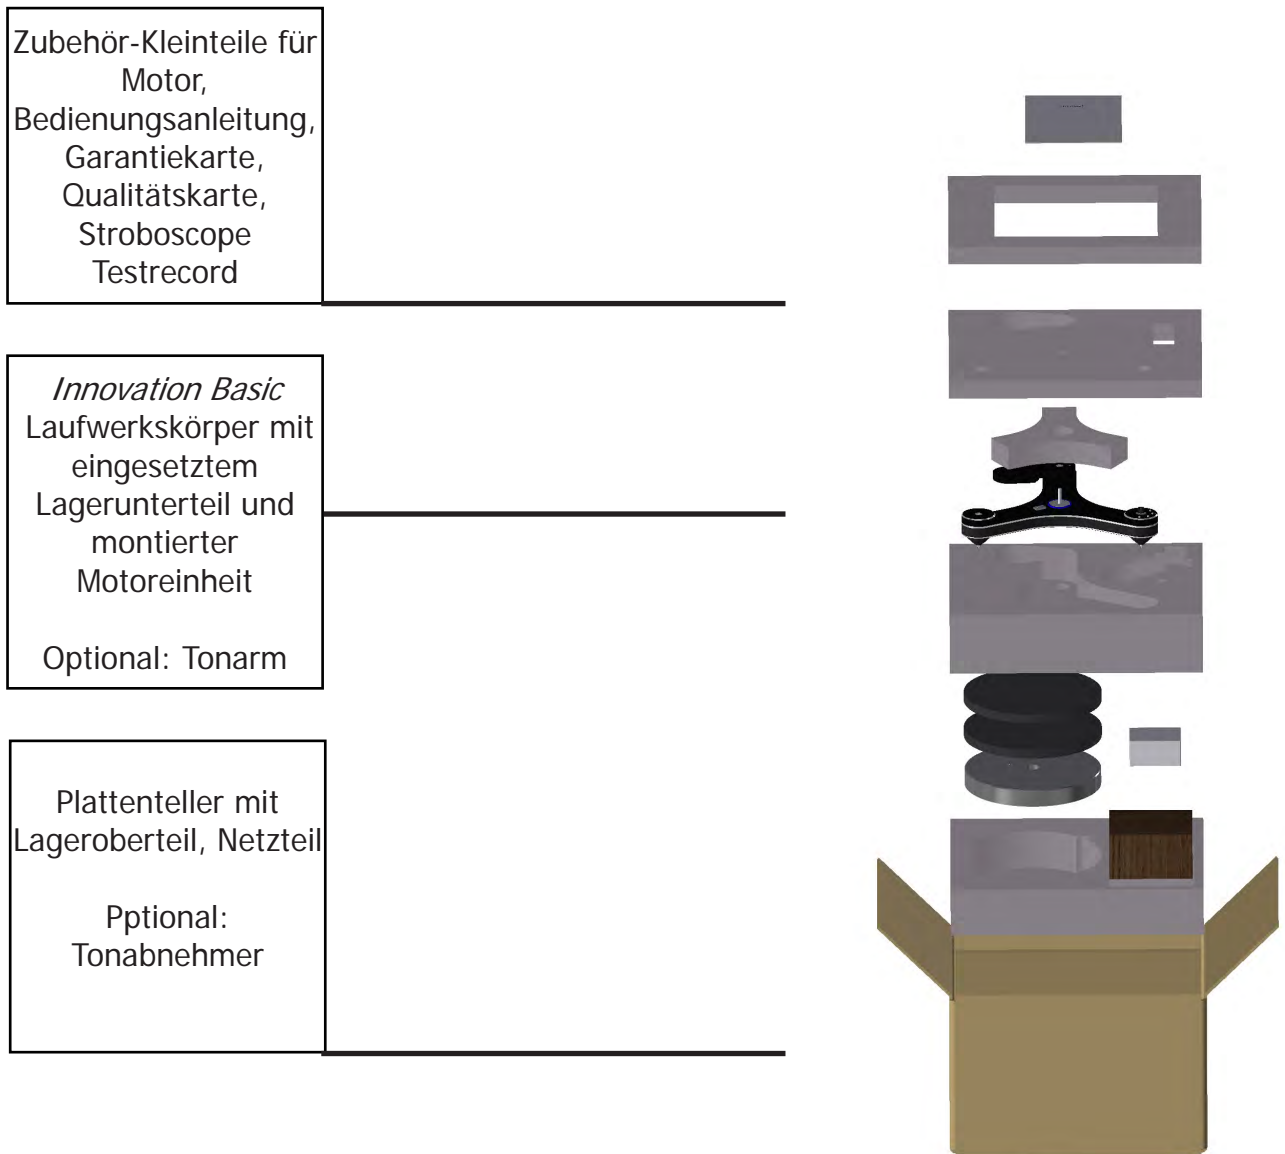 Zubehör-Kleinteile für
Motor,
Bedienungsanleitung,
Garantiekarte,
Qualitätskarte,
Stroboscope
Testrecord
Innovation Basic
Laufwerkskörper mit
eingesetztem
Lagerunterteil und
montierter
Motoreinheit
Optional: Tonarm
Plattenteller mit
Lageroberteil, Netzteil
Pptional:
Tonabnehmer